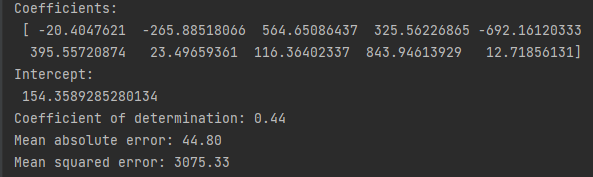 Coefficients:
[ -20.4047621 -265.88518066 564.65086437 325.56226865 -692.16120333
395.55720874 23.49659361 116.36402337 843.94613929 12.71856131]
Intercept:
154.3589285280134
Coefficient of determination: 0.44
Mean absolute error: 44.80
Mean squared error: 3075.33